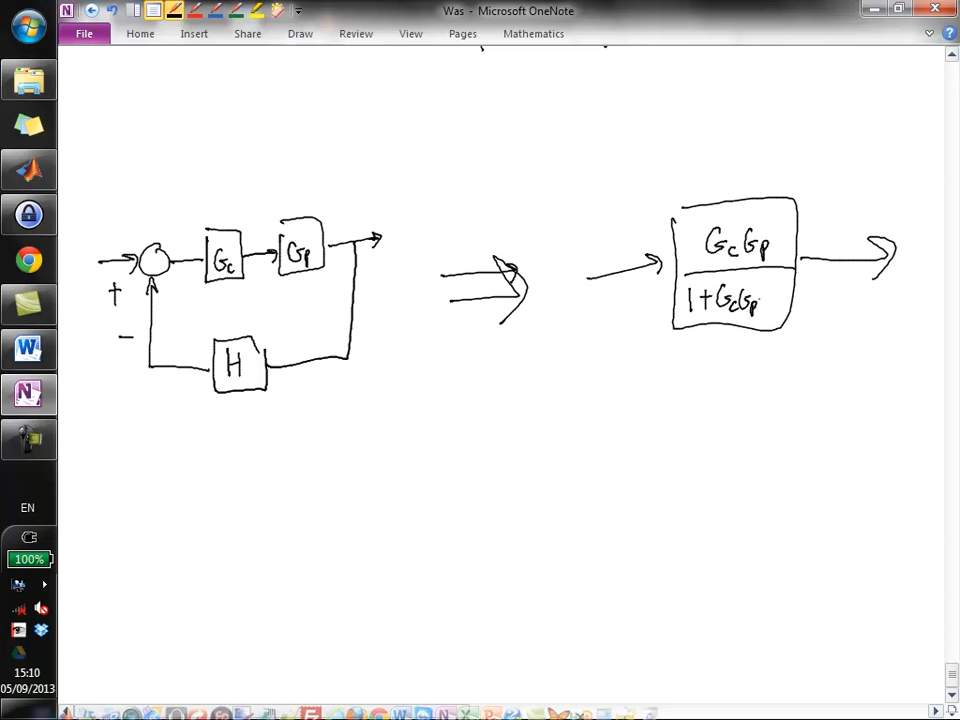 Was - Microsoft OneNote
File Home Insert Share Draw Review View Pages Mathematics
Gc Gp
+
-
H
GcGp
1+GcGp
EN
100%
15:10
05/09/2013